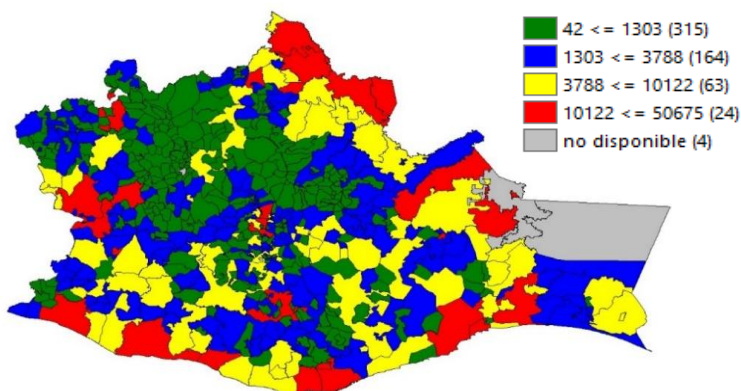 42 <= 1303 (315)
1303 <= 3788 (164)
3788 <= 10122 (63)
10122 <= 50675 (24)
no disponible (4)